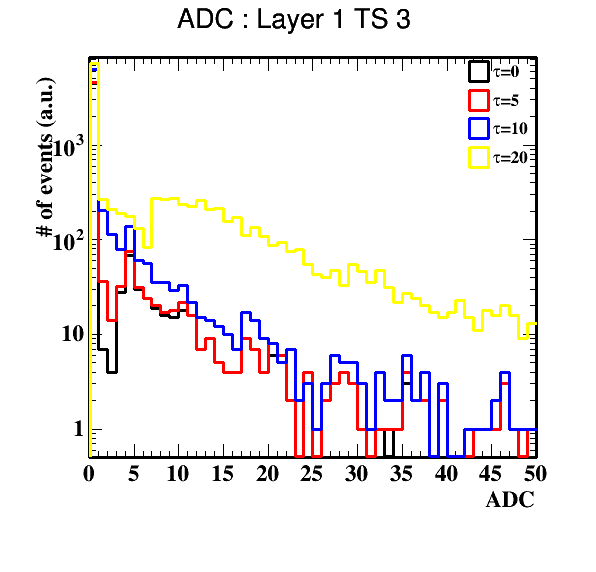 ADC : Layer 1 TS 3
# of events (a.u.)
10³
10²
10
1
τ=0
τ=5
τ=10
τ=20
0 5 10 15 20 25 30 35 40 45 50
ADC